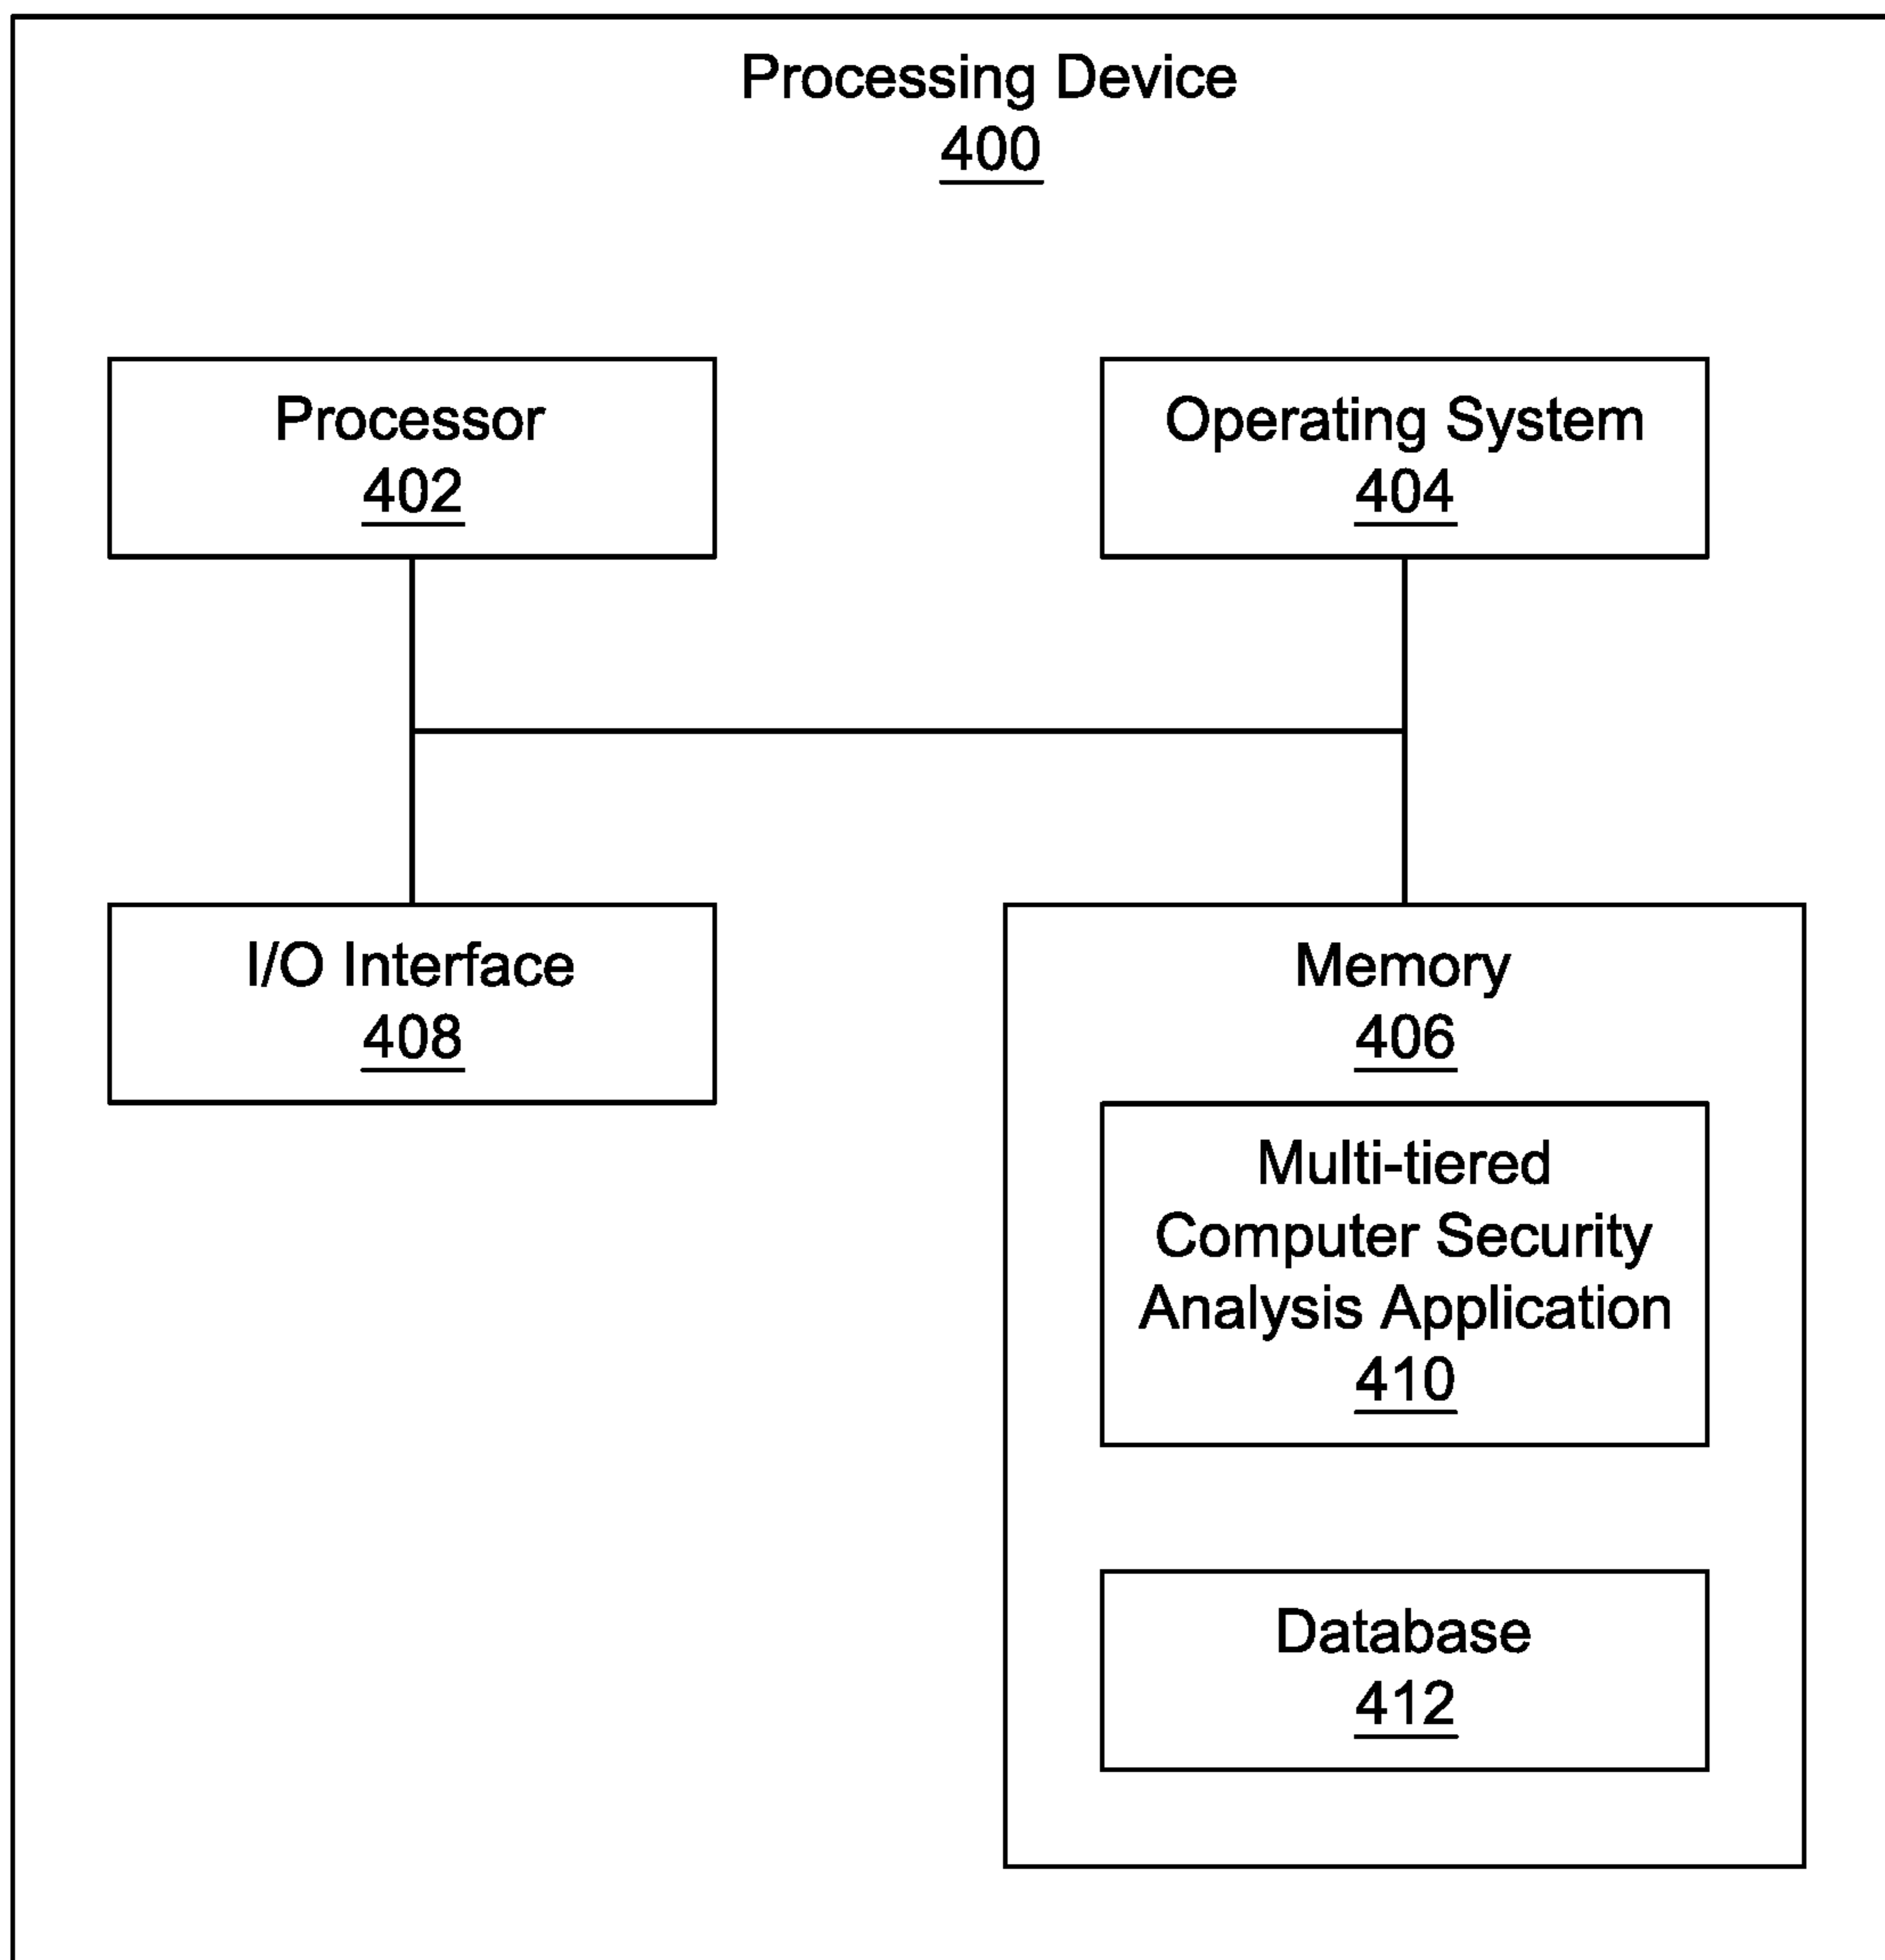 Processing Device
400
Processor
402
Operating System
404
I/O Interface
408
Memory
406
Multi-tiered
Computer Security
Analysis Application
410
Database
412